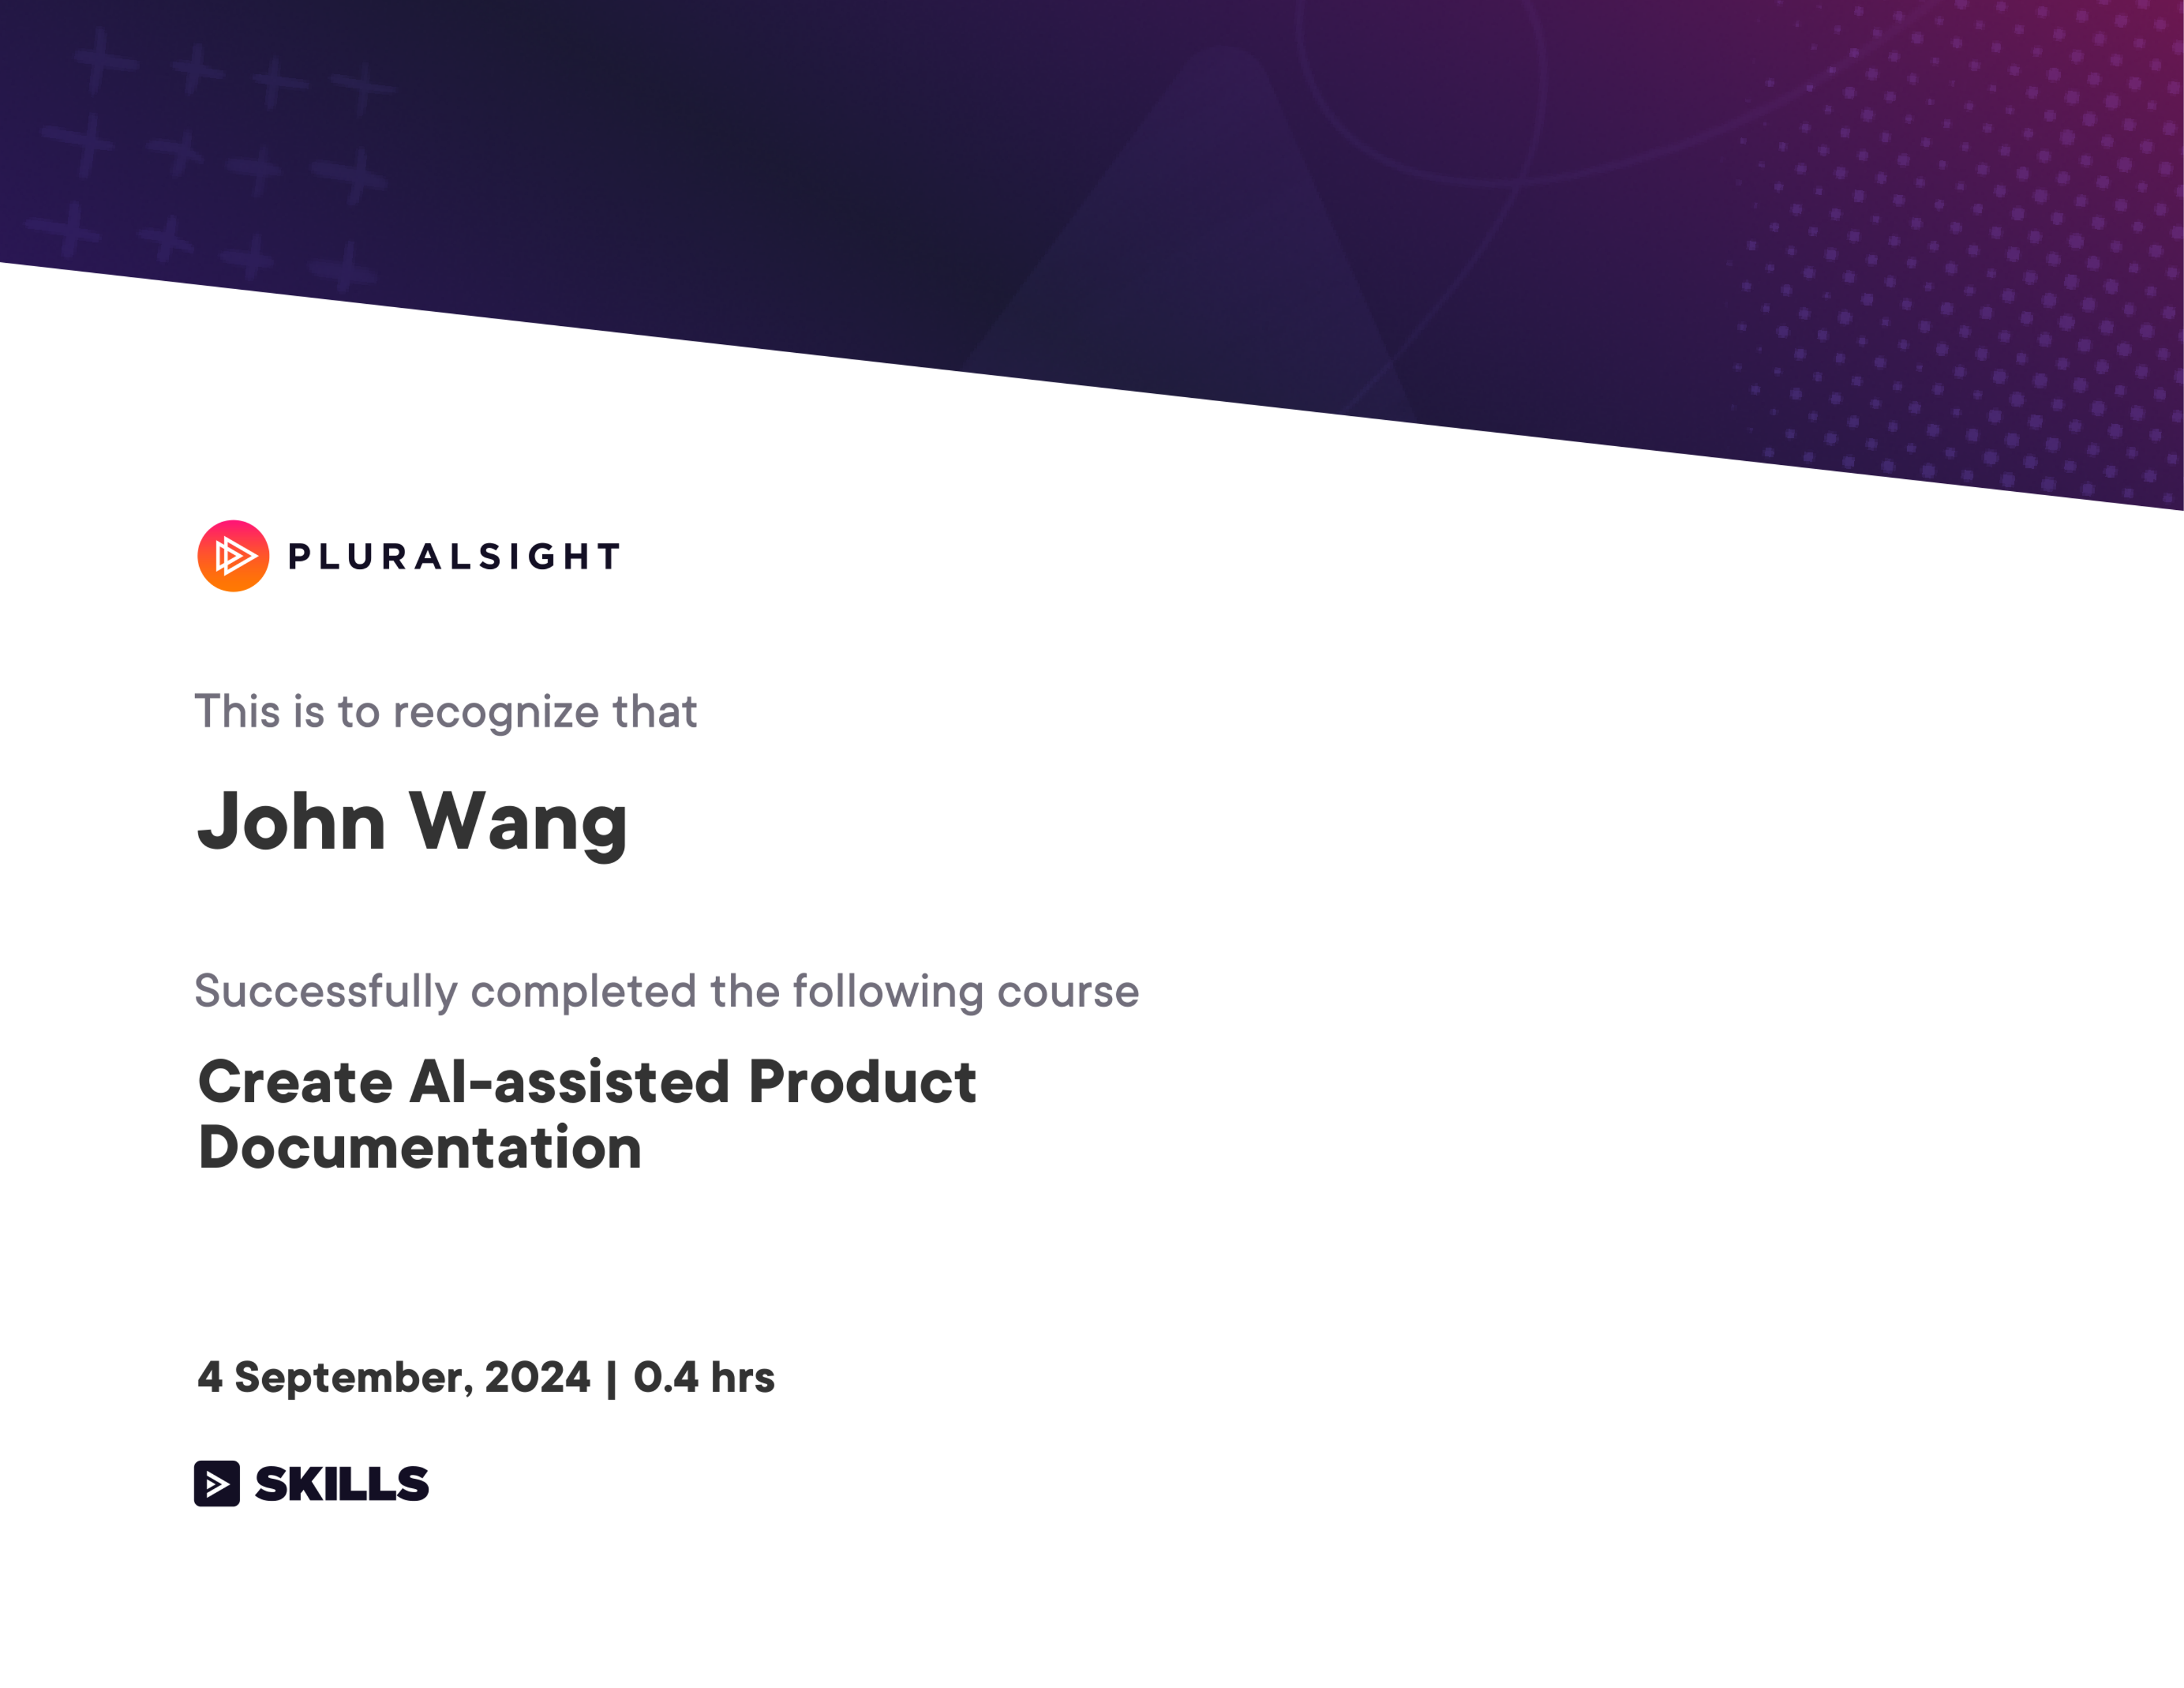 PLURALSIGHT
This is to recognize that
John Wang
Successfully completed the following course
Create AI-assisted Product
Documentation
4 September, 2024 | 0.4 hrs
SKILLS